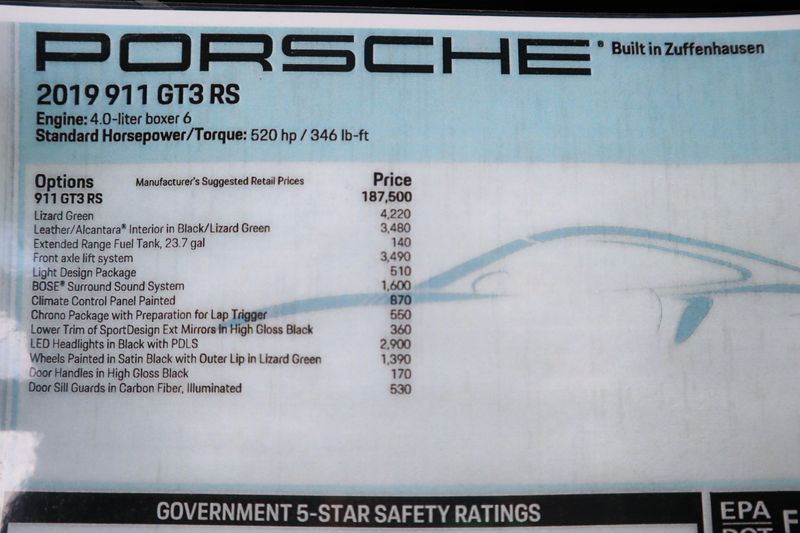 PORSCHE® Built in Zuffenhausen
2019 911 GT3 RS
Engine: 4.0-liter boxer 6
Standard Horsepower/Torque: 520 hp / 346 lb-ft
Options Manufacturer's Suggested Retail Prices Price
911 GT3 RS 187,500
Lizard Green 4,220
Leather/Alcantara® Interior in Black/Lizard Green 3,480
Extended Range Fuel Tank, 23.7 gal 140
Front axle lift system 3,490
Light Design Package 510
BOSE® Surround Sound System 1,600
Climate Control Panel Painted 870
Chrono Package with Preparation for Lap Trigger 550
Lower Trim of SportDesign Ext Mirrors In High Gloss Black 360
LED Headlights in Black with PDLS 2,900
Wheels Painted in Satin Black with Outer Lip in Lizard Green 1,390
Door Handles in High Gloss Black 170
Door Sill Guards in Carbon Fiber, Illuminated 530
GOVERNMENT 5-STAR SAFETY RATINGS
EPA
DOT